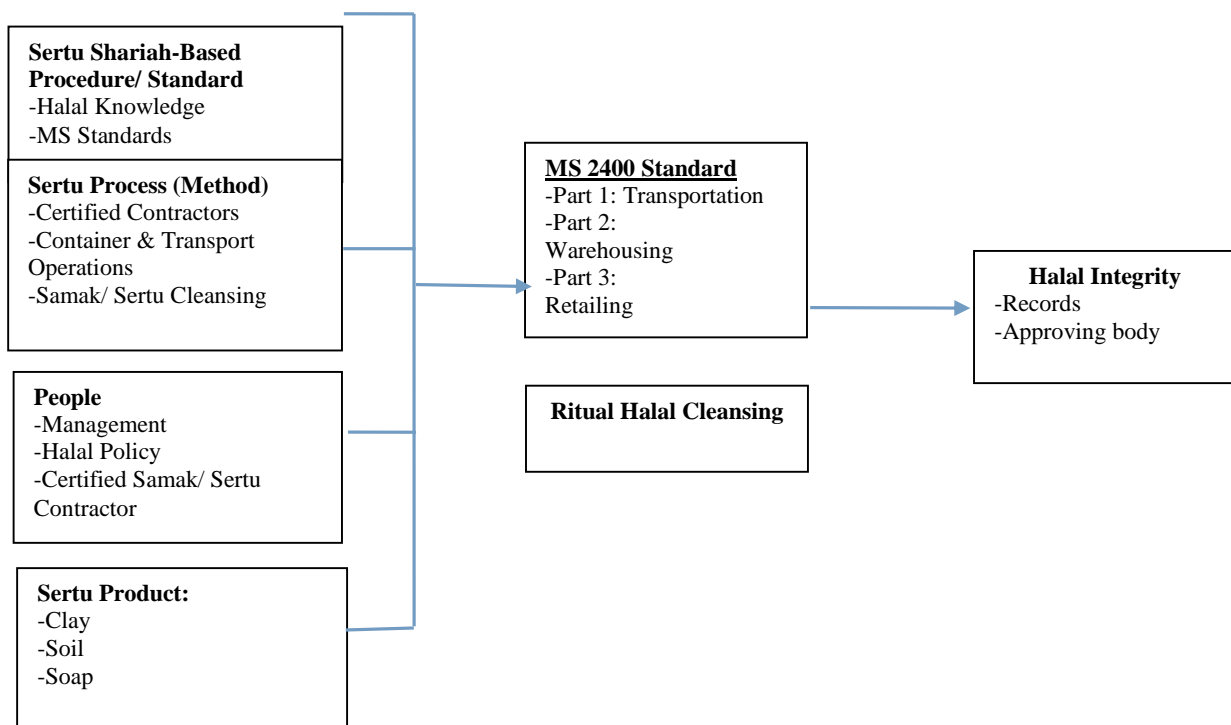 Sertu Shariah-Based
Procedure/ Standard
-Halal Knowledge
-MS Standards
Sertu Process (Method)
-Certified Contractors
-Container & Transport
Operations
-Samak/ Sertu Cleansing
People
-Management
-Halal Policy
-Certified Samak/ Sertu
Contractor
Sertu Product:
-Clay
-Soil
-Soap
MS 2400 Standard
-Part 1: Transportation
-Part 2:
Warehousing
-Part 3:
Retailing
Ritual Halal Cleansing
Halal Integrity
-Records
-Approving body